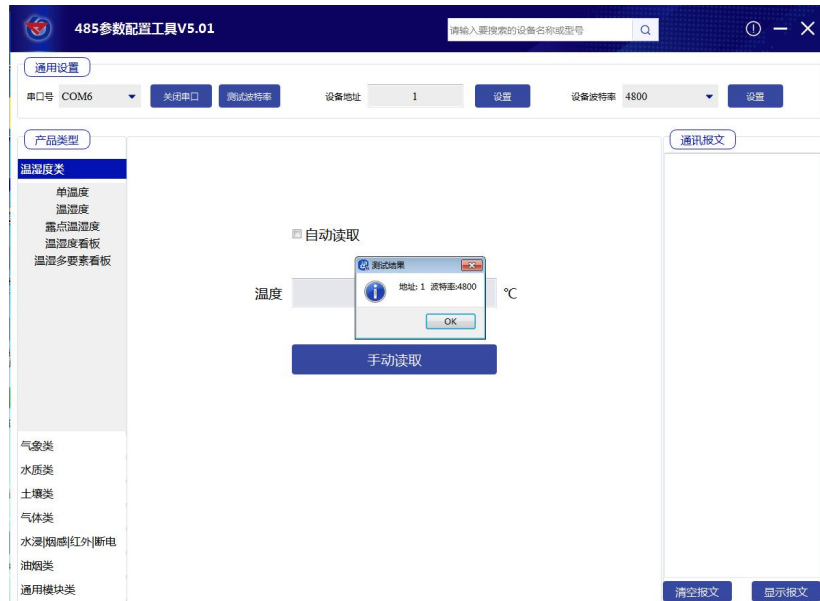 485参数配置工具V5.01
请输入要搜索的设备名称或型号
通用设置
串口号 COM6 关闭串口 测试波特率 设备地址 1 设置 设备波特率 4800 设置
产品类型
通讯报文
温湿度类
单温度
温湿度
露点温湿度
温湿度看板
温湿多要素看板
自动读取
测试结果
地址: 1 波特率:4800
OK
温度 ℃
手动读取
气象类
水质类
土壤类
气体类
水浸|烟感|红外|断电
油烟类
通用模块类
清空报文 显示报文